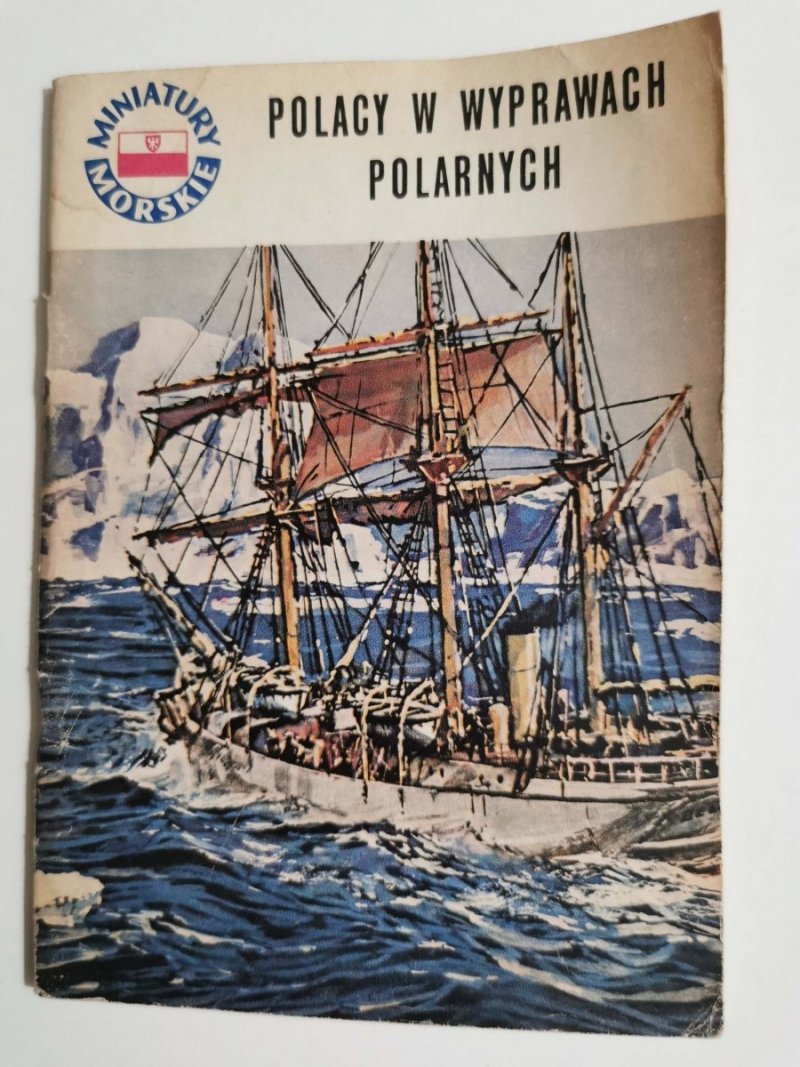 MINIATURY
MORSKIE
POLACY W WYPRAWACH
POLARNYCH